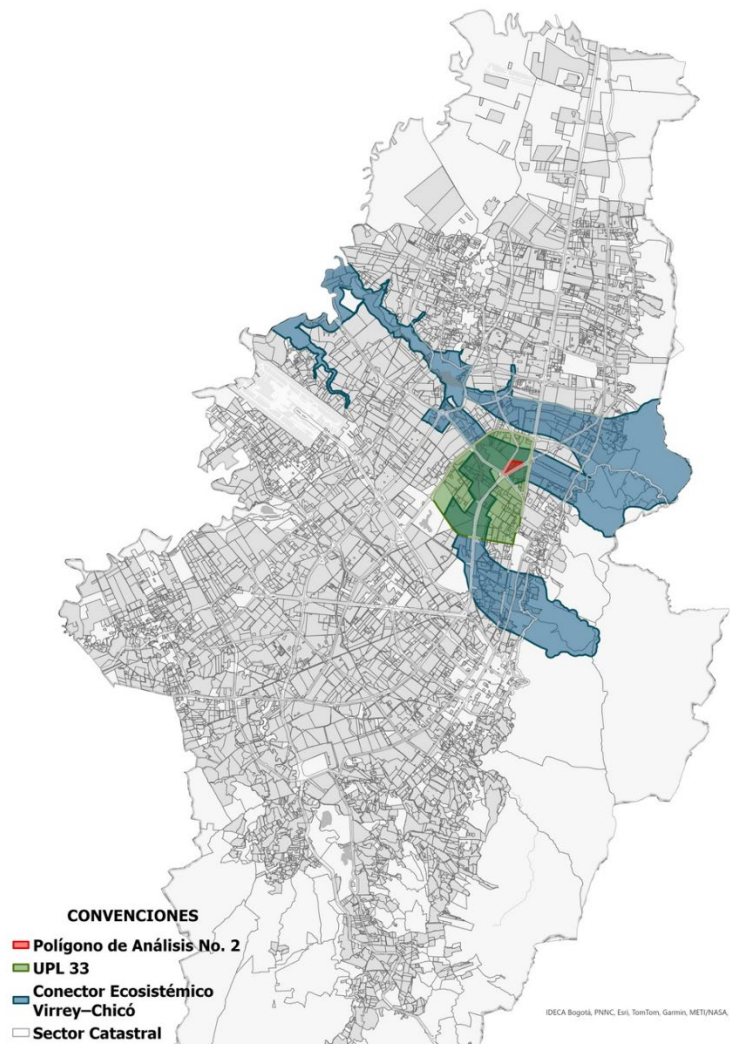 CONVENCIONES
Polígono de Análisis No. 2
UPL 33
Conector Ecosistémico
Virrey–Chicó
Sector Catastral
IDECA Bogotá, PNNC, Esri, TomTom, Garmin, METI/NASA,